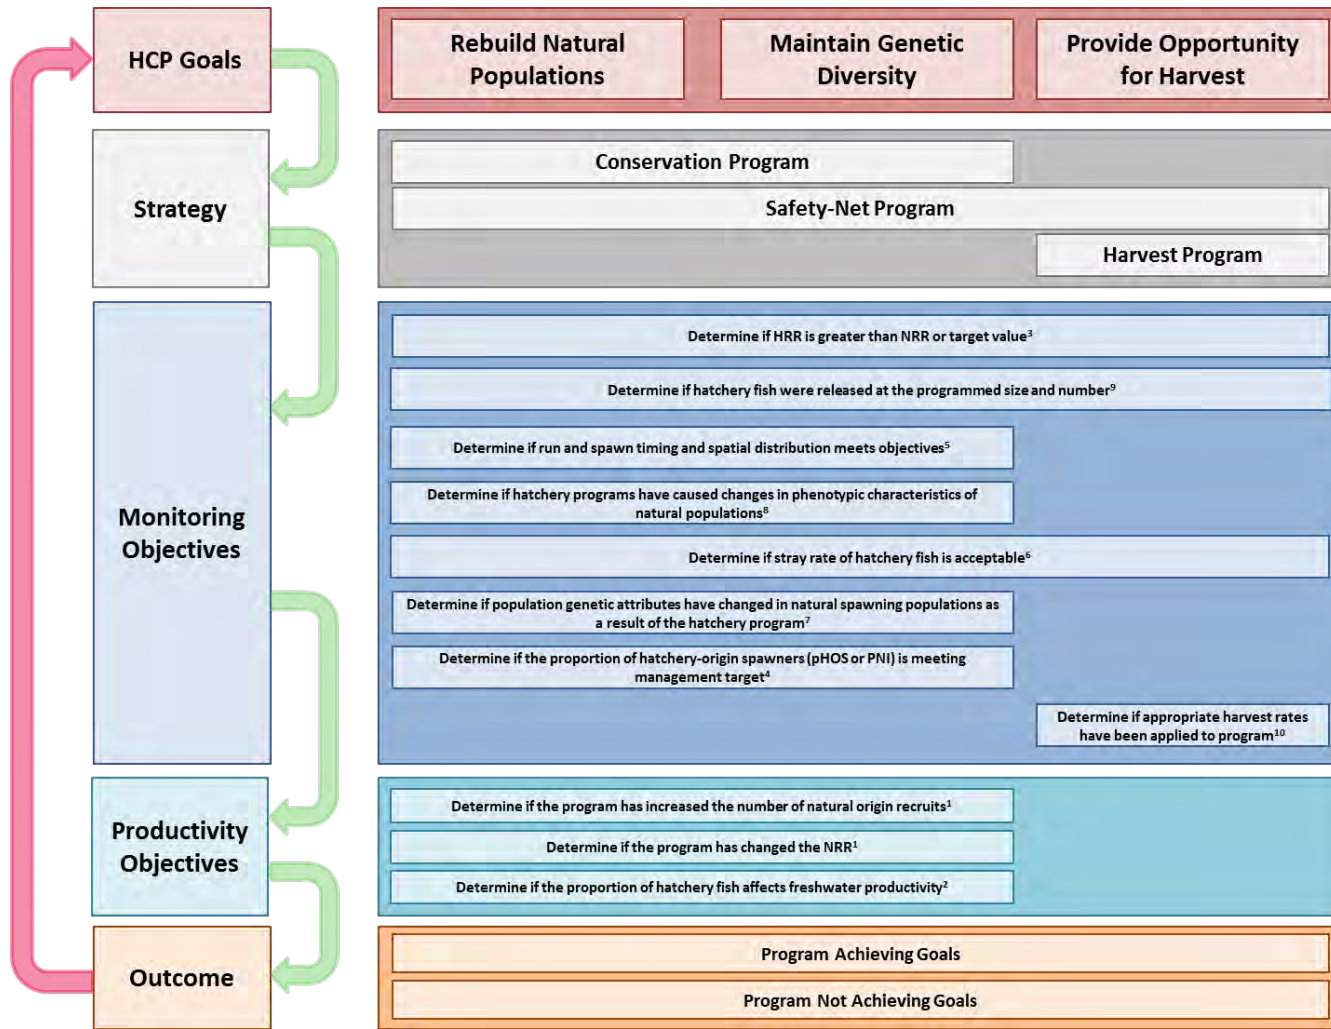 HCP Goals
Rebuild Natural
Populations
Maintain Genetic
Diversity
Provide Opportunity
for Harvest
Strategy
Conservation Program
Safety-Net Program
Harvest Program
Monitoring
Objectives
Determine if HRR is greater than NRR or target value³
Determine if hatchery fish were released at the programmed size and number⁹
Determine if run and spawn timing and spatial distribution meets objectives⁵
Determine if hatchery programs have caused changes in phenotypic characteristics of
natural populations⁸
Determine if stray rate of hatchery fish is acceptable⁶
Determine if population genetic attributes have changed in natural spawning populations as
a result of the hatchery program⁷
Determine if the proportion of hatchery-origin spawners (pHOS or PNI) is meeting
management target⁴
Determine if appropriate harvest rates
have been applied to program¹⁰
Productivity
Objectives
Determine if the program has increased the number of natural origin recruits¹
Determine if the program has changed the NRR¹
Determine if the proportion of hatchery fish affects freshwater productivity²
Outcome
Program Achieving Goals
Program Not Achieving Goals